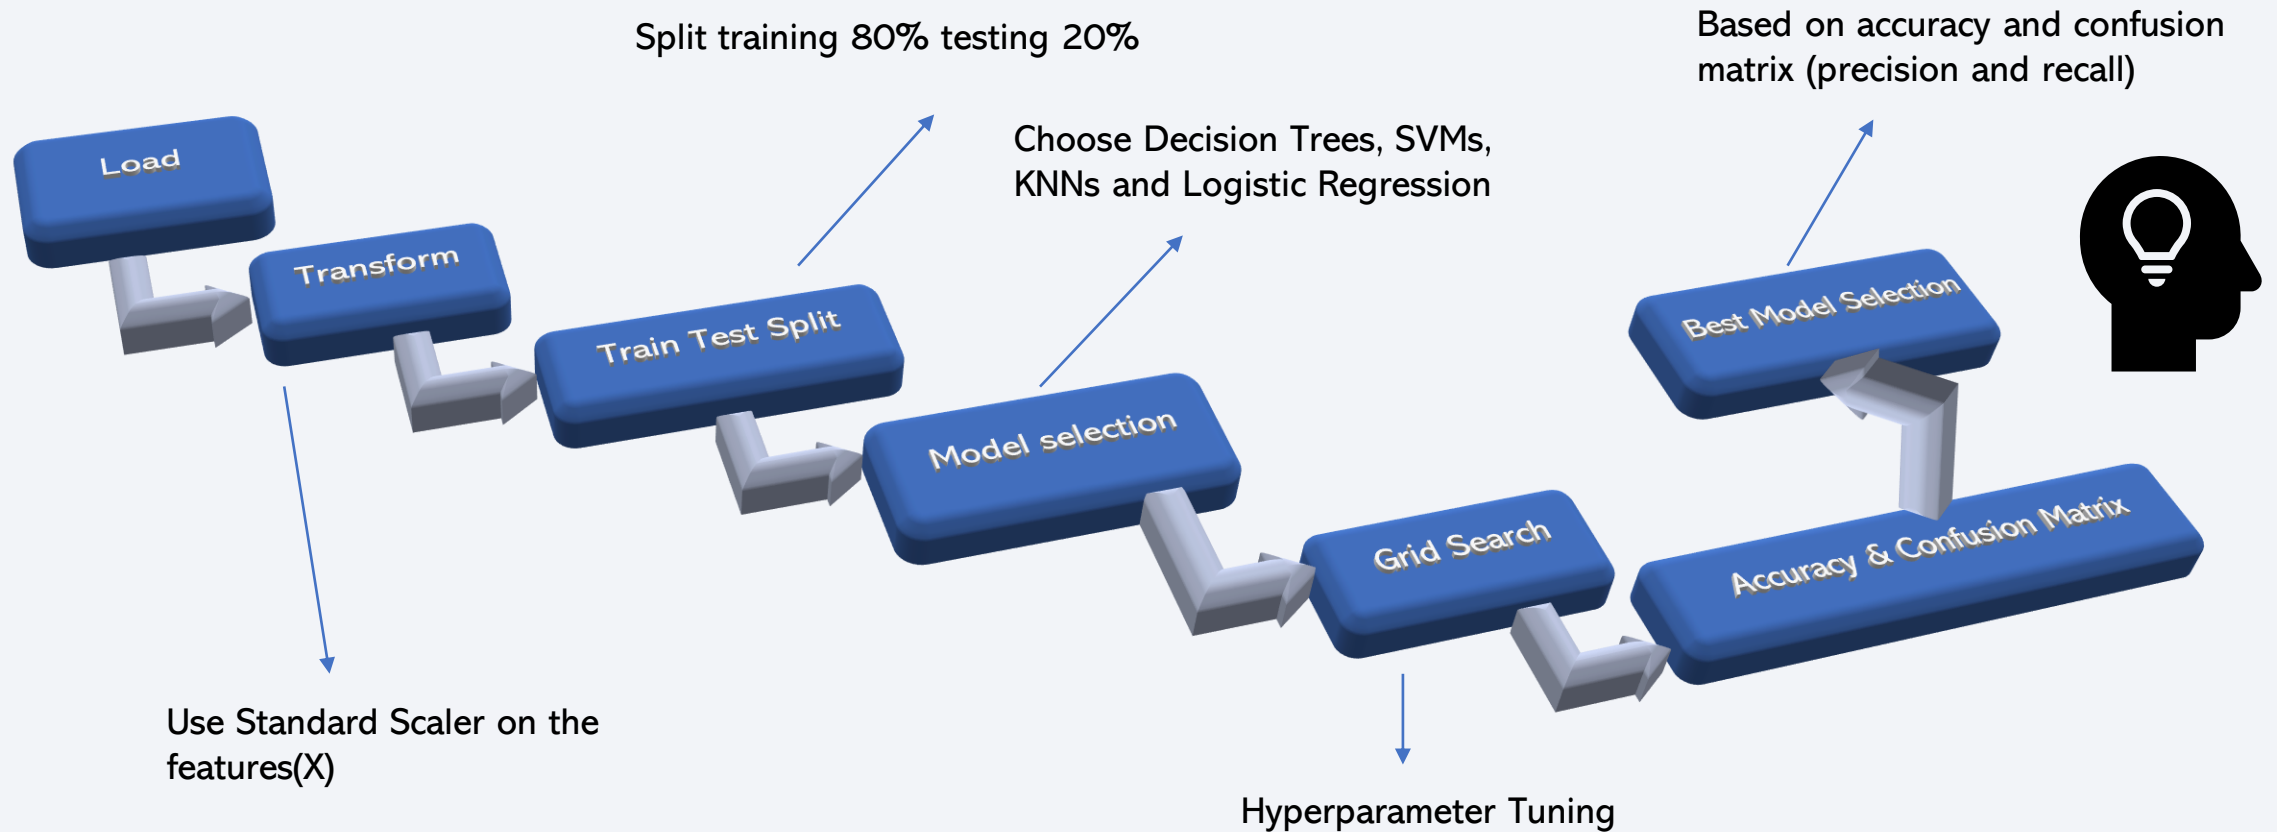 Split training 80% testing 20%
Based on accuracy and confusion
matrix (precision and recall)
Choose Decision Trees, SVMs,
KNNs and Logistic Regression
Load
Transform
Train Test Split
Model selection
Grid Search
Accuracy & Confusion Matrix
Best Model Selection
Use Standard Scaler on the
features(X)
Hyperparameter Tuning